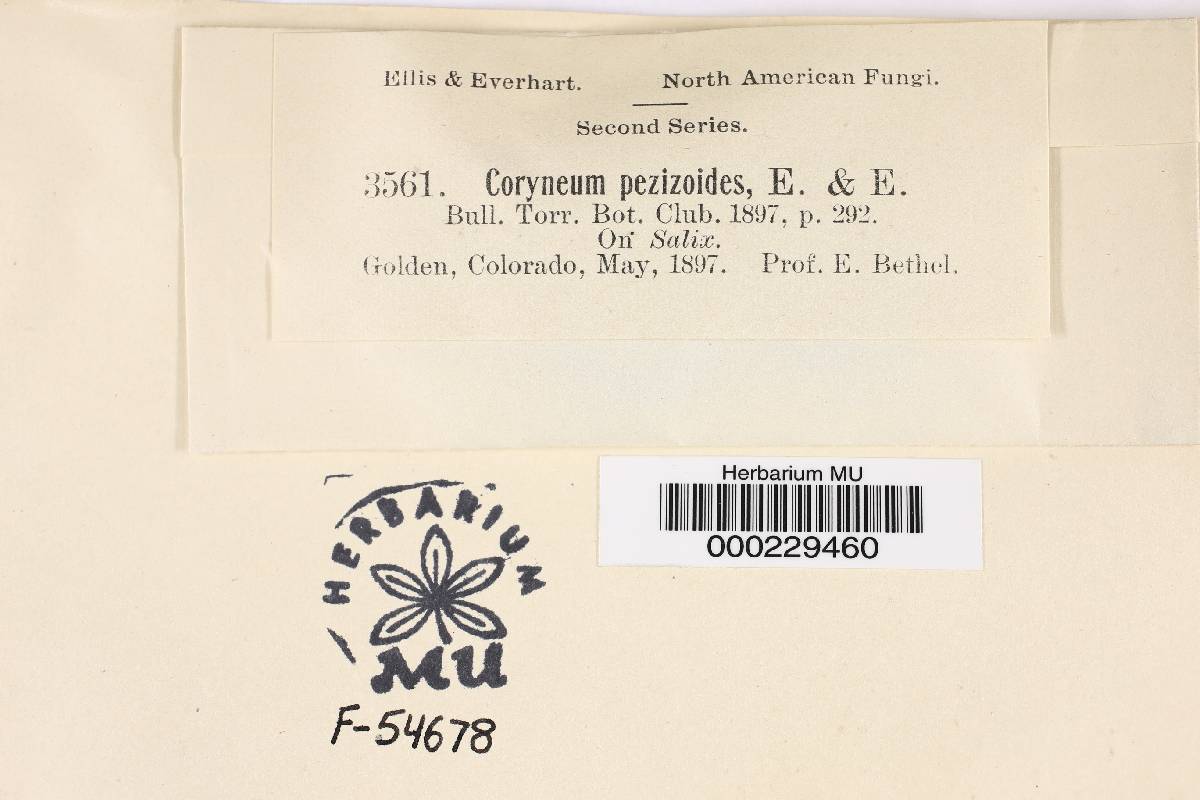 Ellis & Everhart. North American Fungi.
Second Series.
3561. Coryneum pezizoides, E. & E.
Bull. Torr. Bot. Club. 1897, p. 292.
On Salix.
Golden, Colorado, May, 1897. Prof. E. Bethel.
Herbarium MU
000229460
HERBARIUM
MU
F-54678